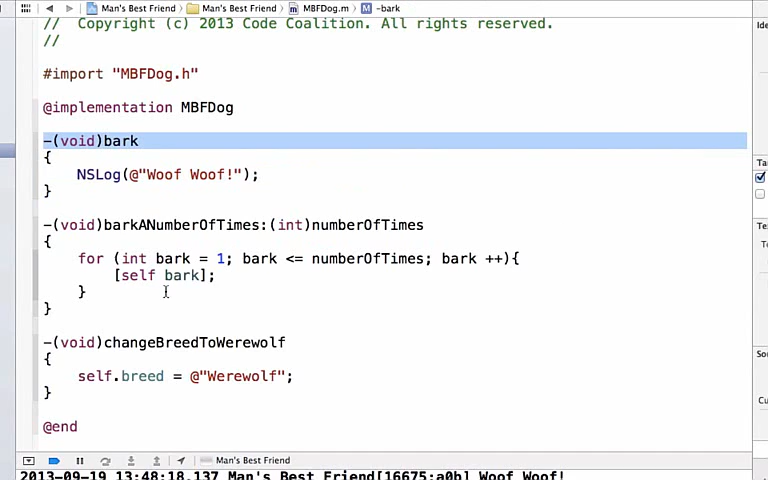 Man's Best Friend Man's Best Friend MBFDog.m -bark
// Copyright (c) 2013 Code Coalition. All rights reserved.
//
#import "MBFDog.h"
@implementation MBFDog
-(void)bark
{
NSLog(@"Woof Woof!");
}
-(void)barkANumberOfTimes:(int)numberOfTimes
{
for (int bark = 1; bark <= numberOfTimes; bark ++){
[self bark];
}
}
-(void)changeBreedToWerewolf
{
self.breed = @"Werewolf";
}
@end
Man's Best Friend
2013-09-19 13:48:18.137 Man's Best Friend[16675:a0b] Woof Woof!